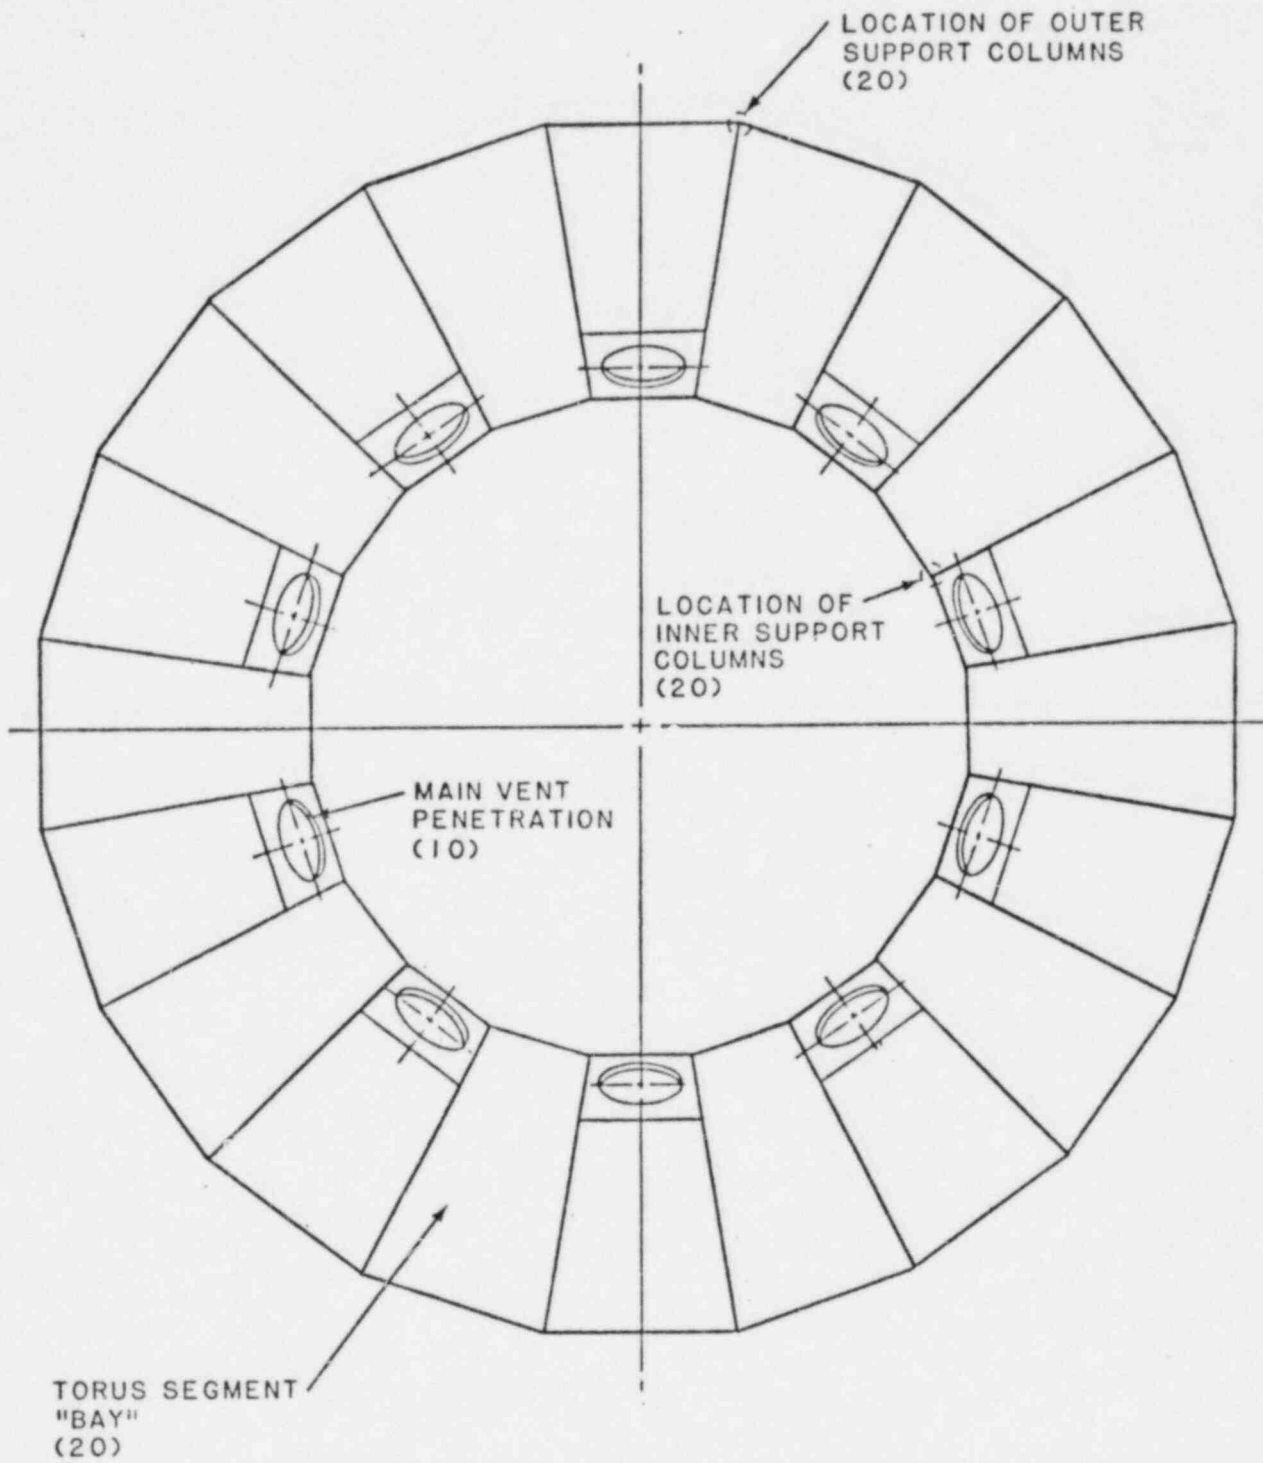 LOCATION OF OUTER
SUPPORT COLUMNS
(20)
LOCATION OF
INNER SUPPORT
COLUMNS
(20)
MAIN VENT
PENETRATION
(10)
TORUS SEGMENT
"BAY"
(20)